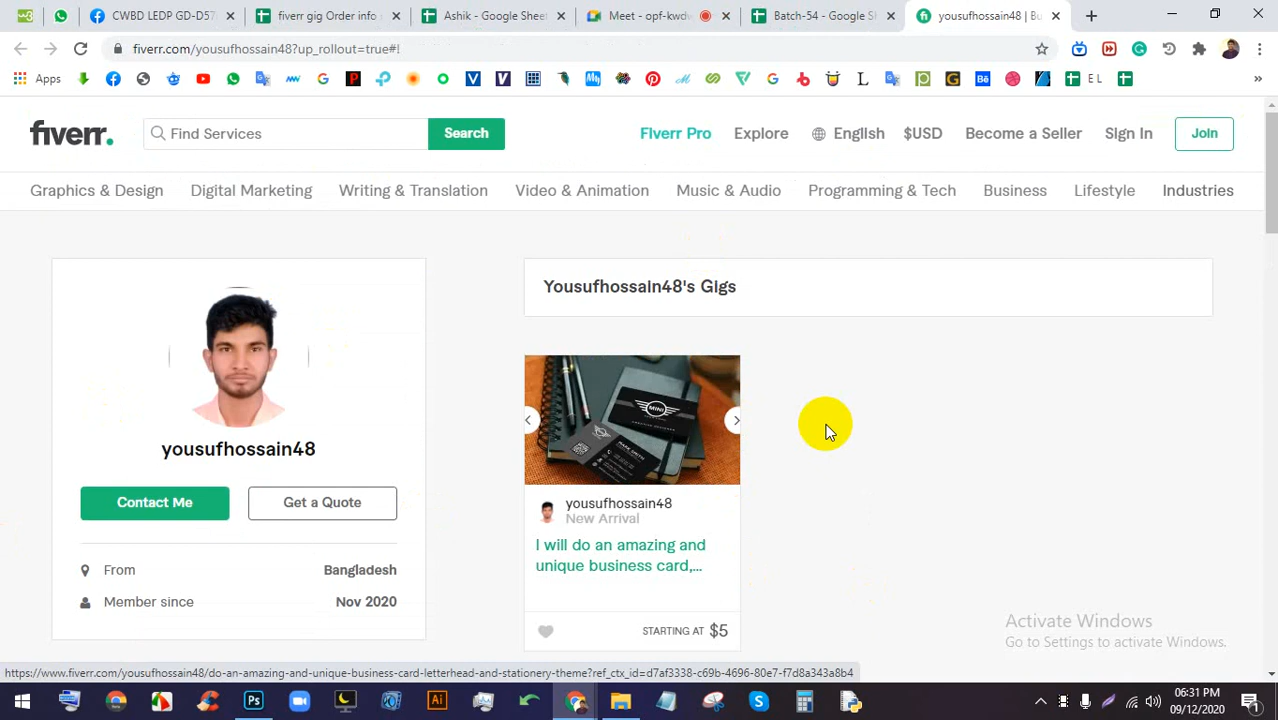 CWBD LEDP GD-D57
fiverr gig Order info
Ashik - Google Sheet
Meet - opf-kwdv
Batch-54 - Google S
yousufhossain48 | Bu
fiverr.com/yousufhossain48?up_rollout=true#!
Apps
E L
fiverr.
Find Services
Search
Fiverr Pro
Explore
English
$USD
Become a Seller
Sign In
Join
Graphics & Design
Digital Marketing
Writing & Translation
Video & Animation
Music & Audio
Programming & Tech
Business
Lifestyle
Industries
Yousufhossain48's Gigs
yousufhossain48
Contact Me
Get a Quote
From
Bangladesh
Member since
Nov 2020
MINI
MARK SMITH
yousufhossain48
New Arrival
I will do an amazing and
unique business card,...
STARTING AT $5
Activate Windows
Go to Settings to activate Windows.
https://www.fiverr.com/yousufhossain48/do-an-amazing-and-unique-business-card-letterhead-and-stationery-theme?ref_ctx_id=d7af3338-c69b-4696-80e7-f7d8a343a8b4
06:31 PM
09/12/2020